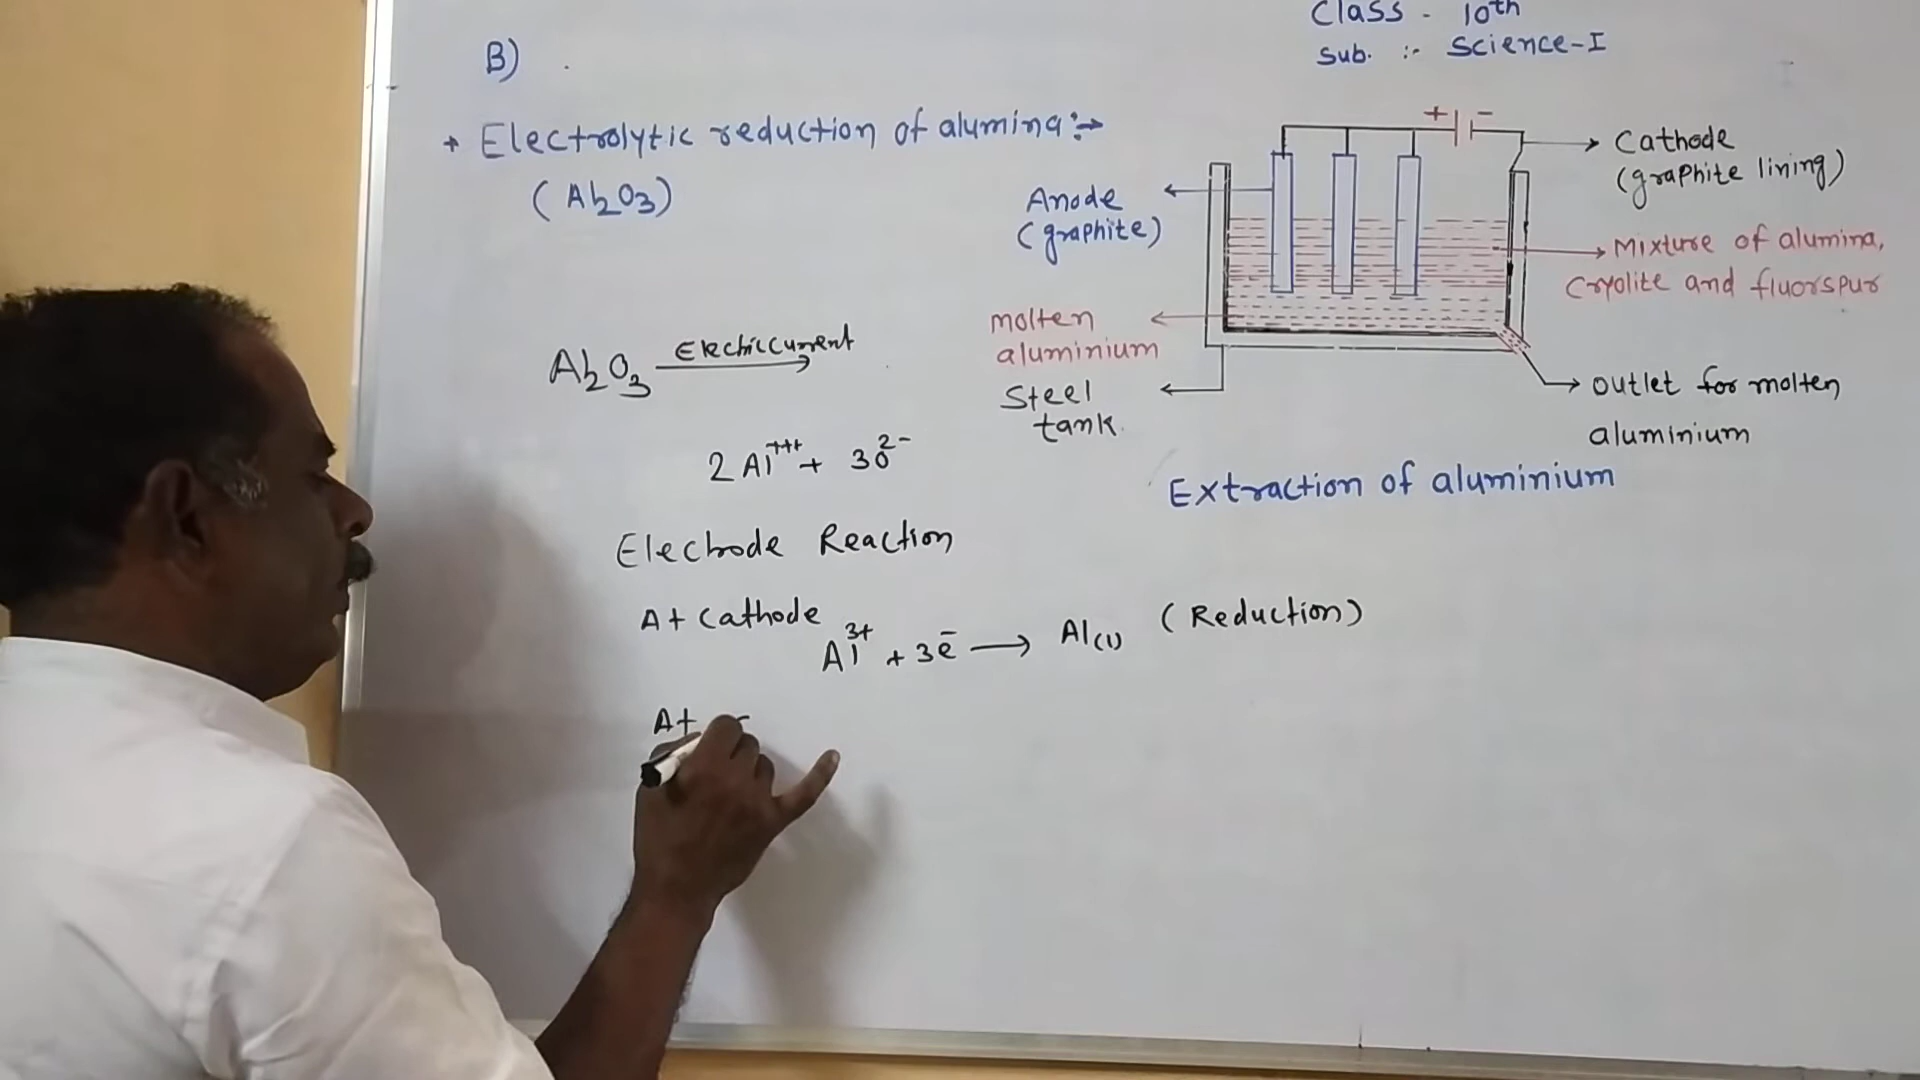 Class - 10th
Sub. :- Science-I
B) .
→ Electrolytic reduction of alumina:→
(Al2O3)
+ -
Cathode
(graphite lining)
Anode
(graphite)
Mixture of alumina,
Cryolite and fluorspur
molten
aluminium
Steel
tank.
outlet for molten
aluminium
Extraction of aluminium
Al2O3 Electric current →
2 Al+++ + 3O2-
Electrode Reaction
At Cathode
Al3+ + 3e- → Al(l) (Reduction)
At